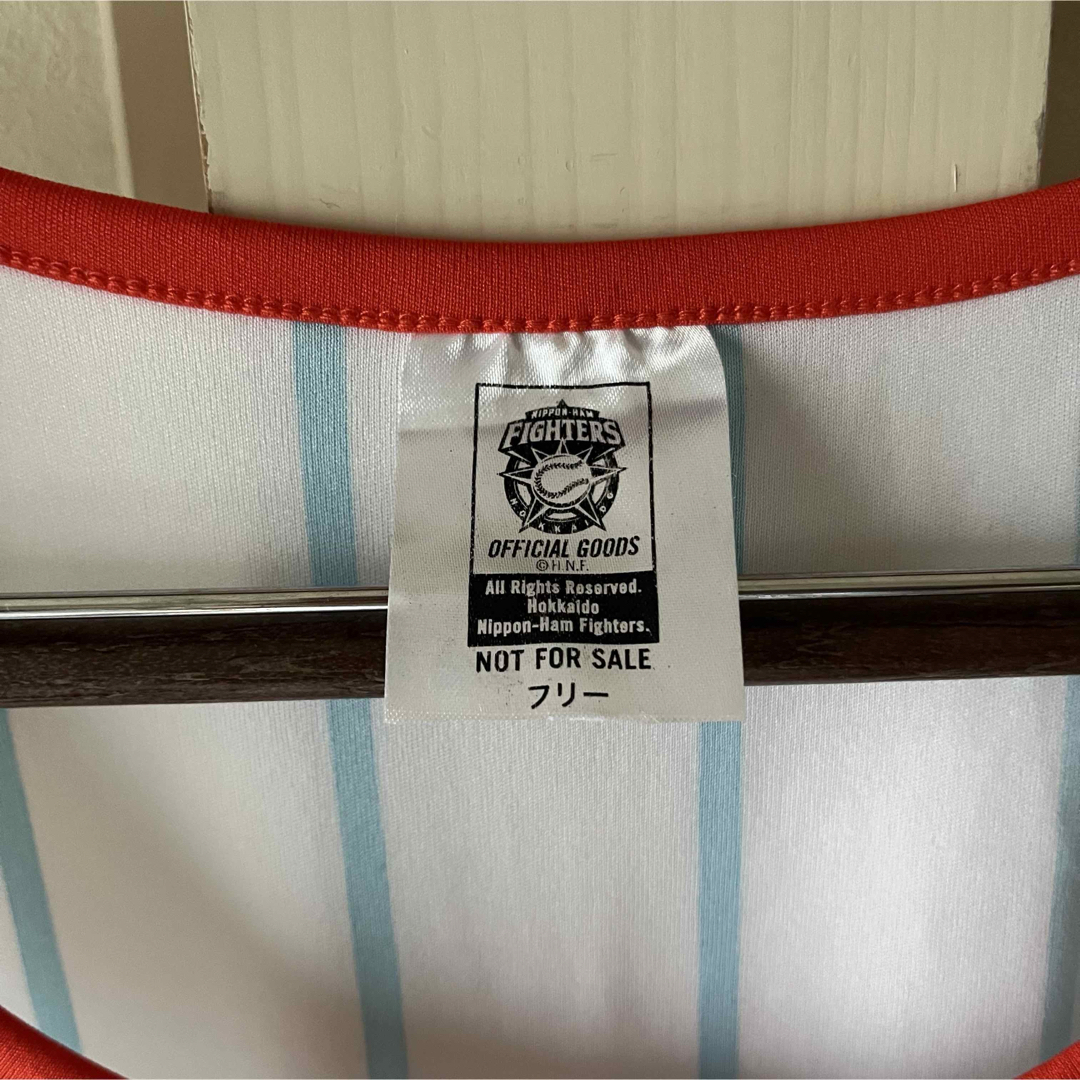 NIPPON-HAM
FIGHTERS
HOKKAIDO
OFFICIAL GOODS
©H.N.F.
All Rights Reserved.
Hokkaido
Nippon-Ham Fighters.
NOT FOR SALE
フリー